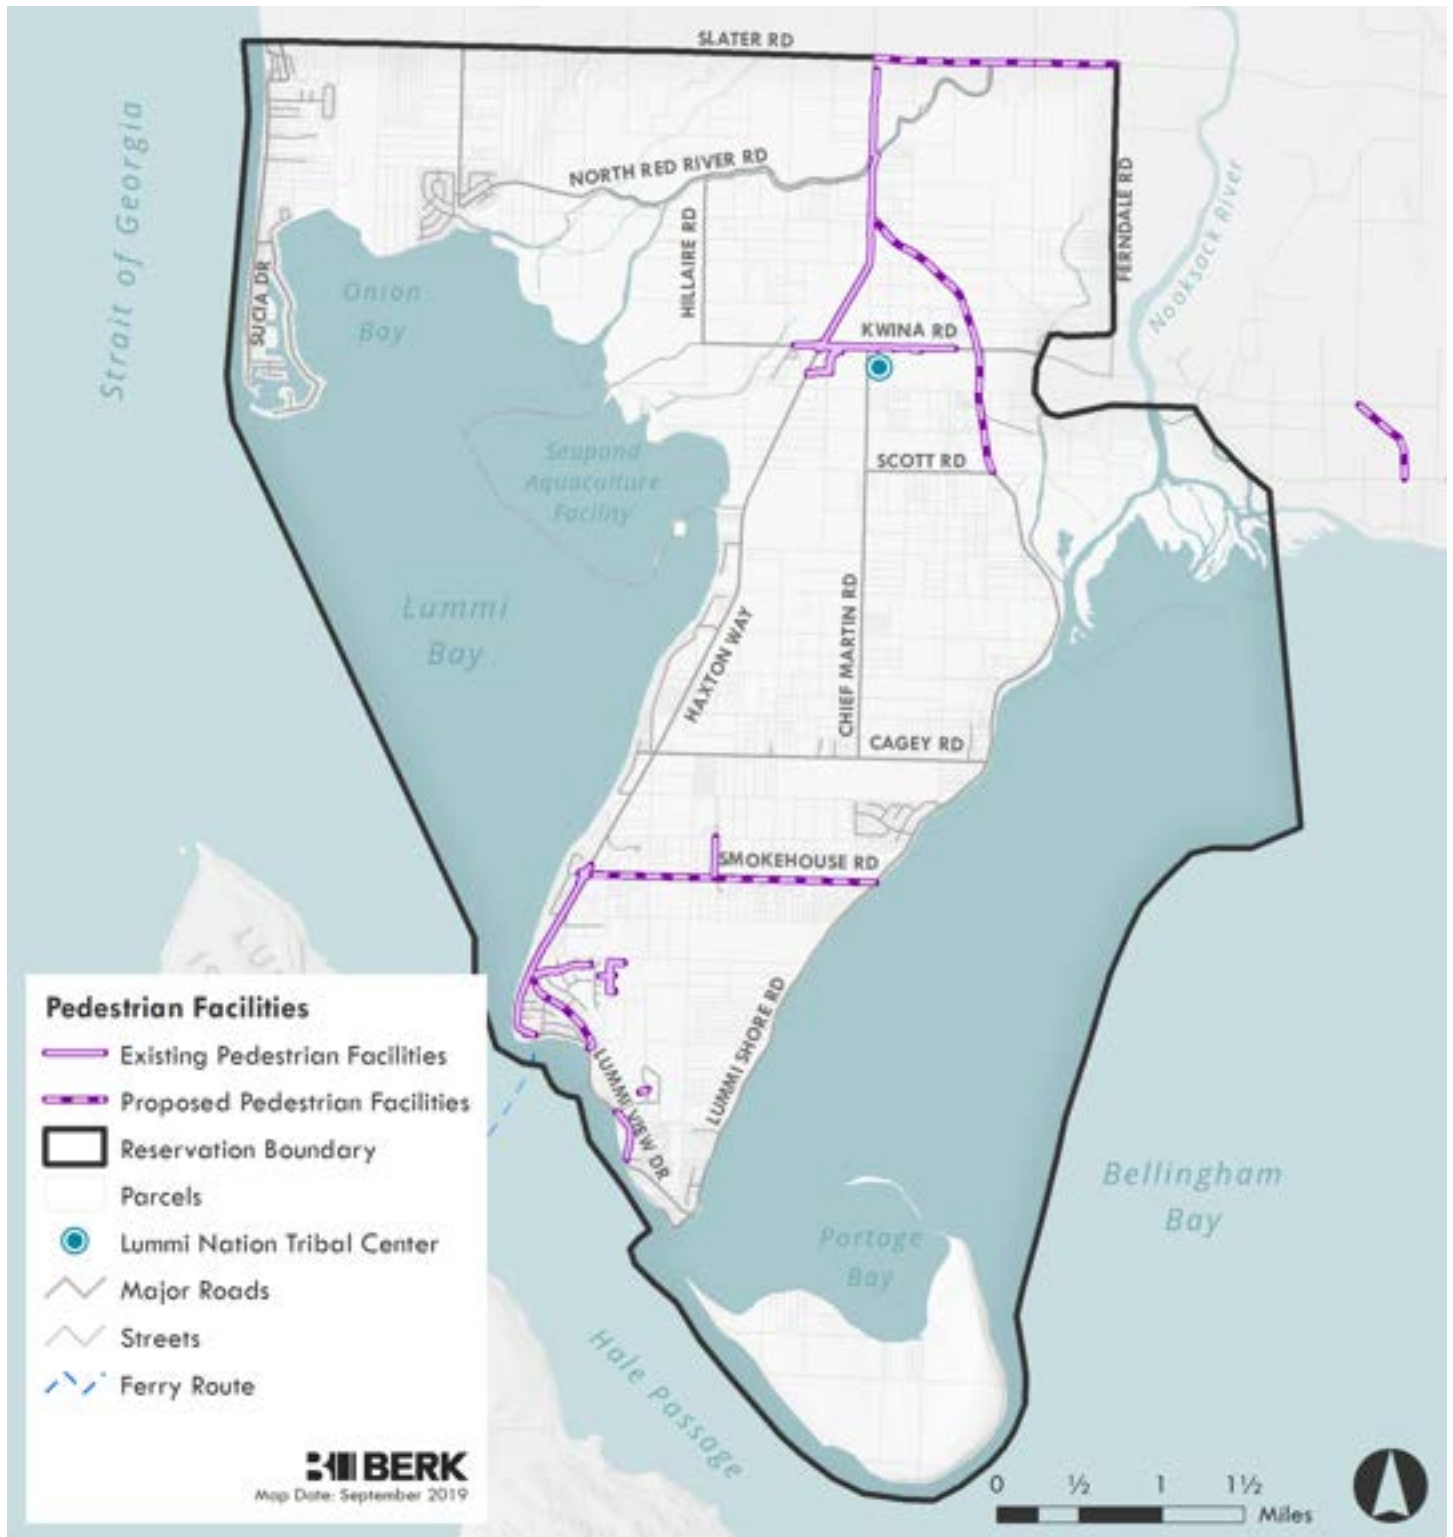 SLATER RD
Strait of Georgia
NORTH RED RIVER RD
FERNDALE RD
Nooksack River
HILLAIRE RD
SUCIA DR
Onion
Bay
KWINA RD
Seapond
Aquaculture
Facility
SCOTT RD
Lummi
Bay
HAXTON WAY
CHIEF MARTIN RD
CAGEY RD
SMOKEHOUSE RD
LUMMI SHORE RD
LUMMI VIEW DR
Bellingham
Bay
Portage
Bay
Hale Passage
Pedestrian Facilities
Existing Pedestrian Facilities
Proposed Pedestrian Facilities
Reservation Boundary
Parcels
Lummi Nation Tribal Center
Major Roads
Streets
Ferry Route
BERK
Map Date: September 2019
0 ½ 1 1½
Miles